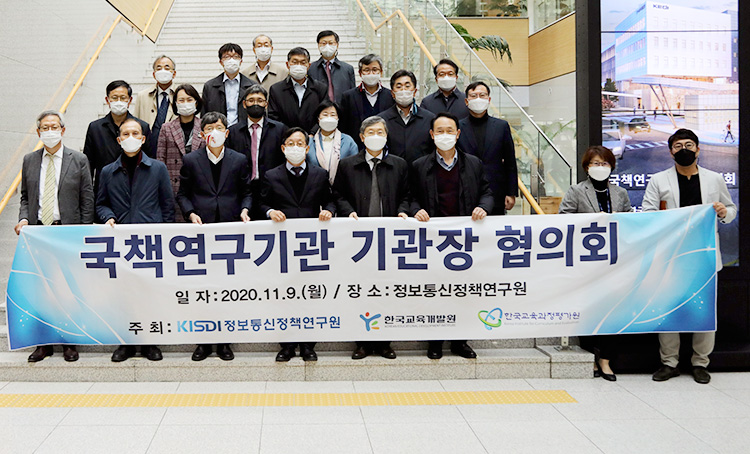 KISDI
국책연구기관 기관장 협의회
일 자 : 2020.11.9.(월) / 장 소 : 정보통신정책연구원
주 최 : KISDI 정보통신정책연구원 한국교육개발원 한국교육과정평가원